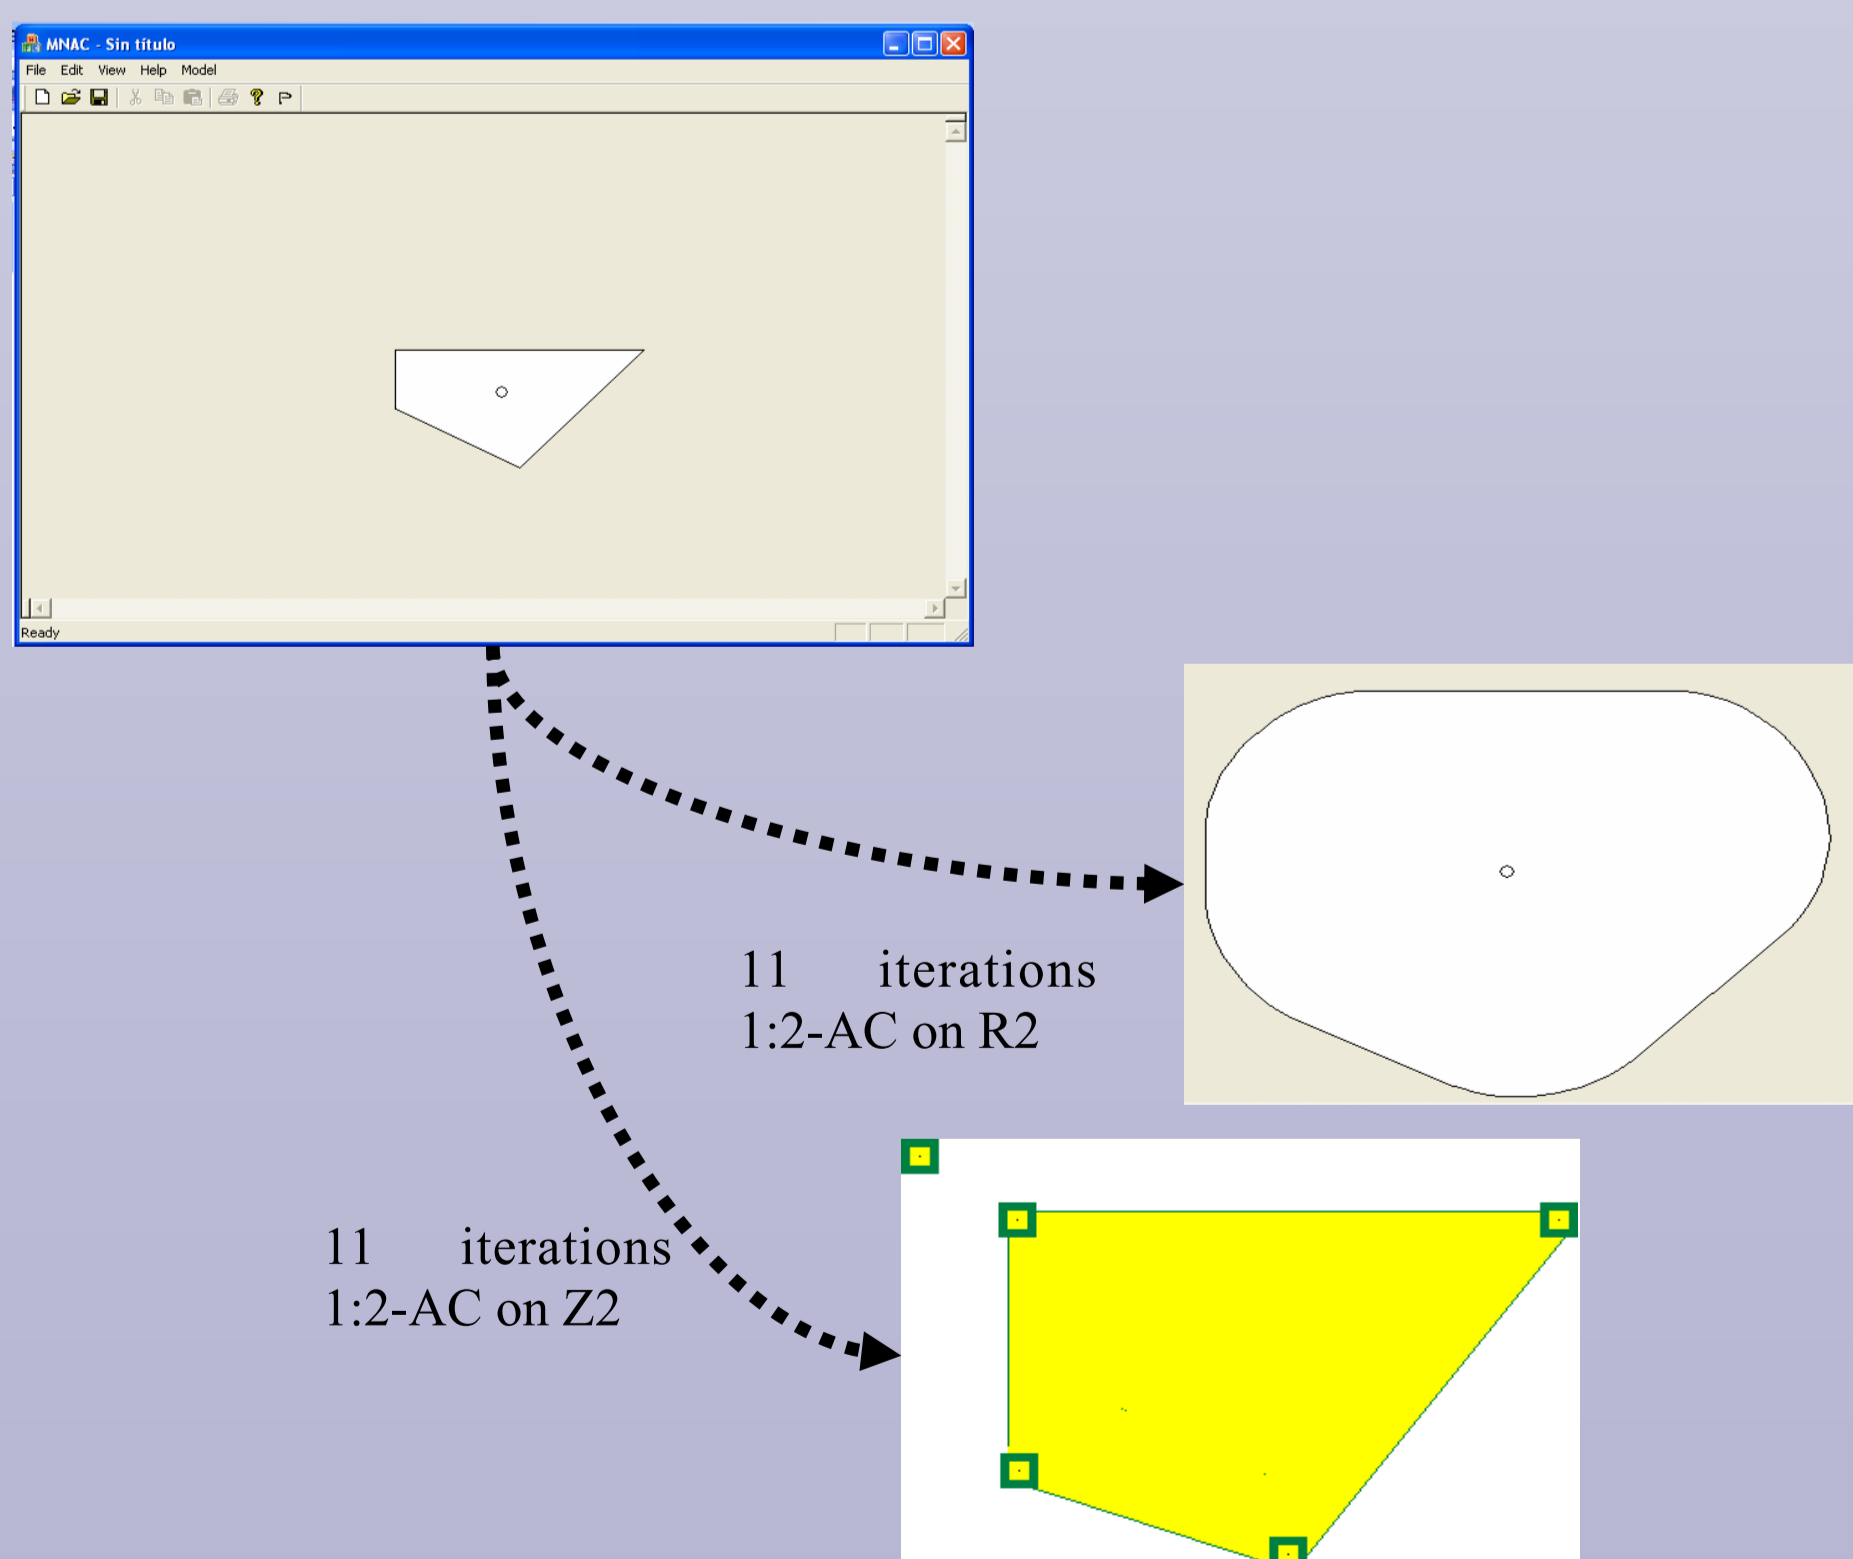 MNAC - Sin título
File Edit View Help Model
Ready
11 iterations
1:2-AC on R2
11 iterations
1:2-AC on Z2